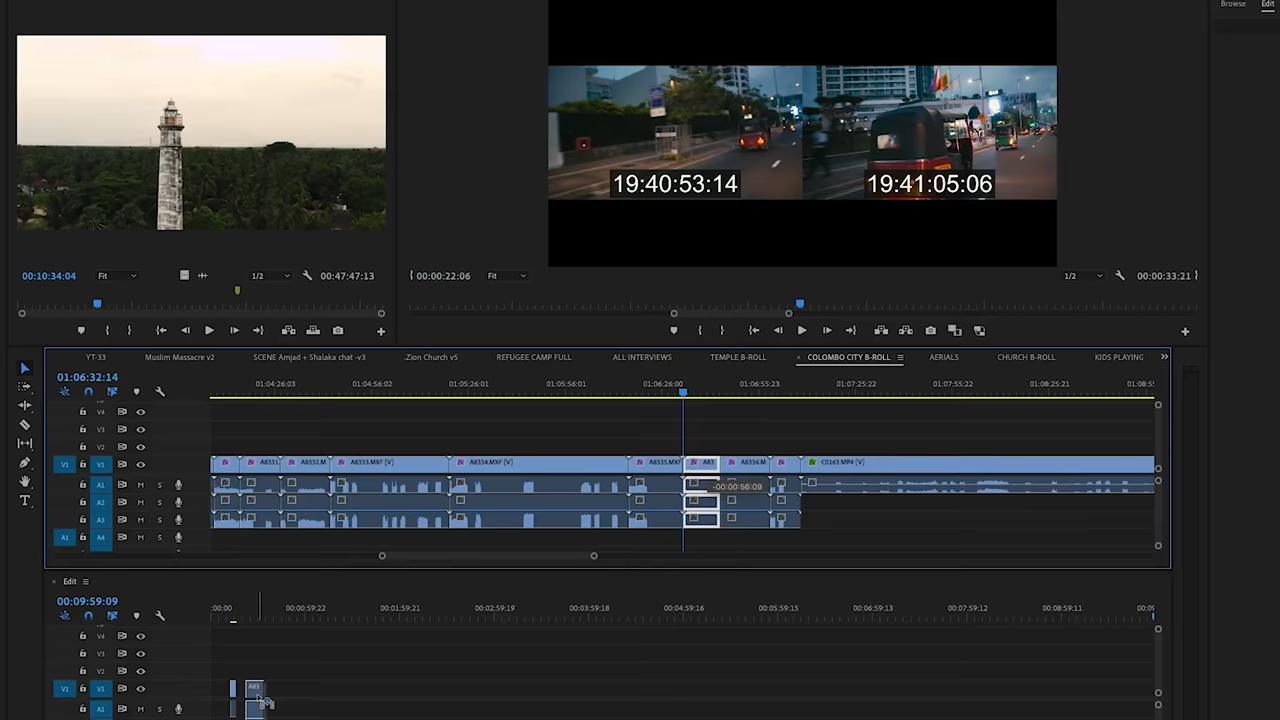 Browse Edit
19:40:53:14 19:41:05:06
00:10:34:04 Fit 1/2 00:47:47:13
00:00:22:06 Fit 1/2 00:00:33:21
YT-33 Muslim Massacre v2 SCENE Amjad + Shalaka chat -v3 .Zion Church v5 REFUGEE CAMP FULL ALL INTERVIEWS TEMPLE B-ROLL × COLOMBO CITY B-ROLL AERIALS CHURCH B-ROLL KIDS PLAYING
01:06:32:14
01:04:26:03 01:04:56:02 01:05:26:01 01:05:56:01 01:06:26:00 01:06:55:23 01:07:25:22 01:07:55:22 01:08:25:21 01:08:5
V4
V3
V2
V1 V1 A8331. A8332.M A8333.MXF [V] A8334.MXF [V] A8335.MXF A83 A8336.M C0163.MP4 [V]
A1 M S
-00:00:56:09
A2 M S
A3 M S
A1 A4 M S
× Edit
00:09:59:09
:00:00 00:00:59:22 00:01:59:21 00:02:59:19 00:03:59:18 00:04:59:16 00:05:59:15 00:06:59:13 00:07:59:12 00:08:59:11 00:09
V4
V3
V2
V1 V1 A83
A1 M S